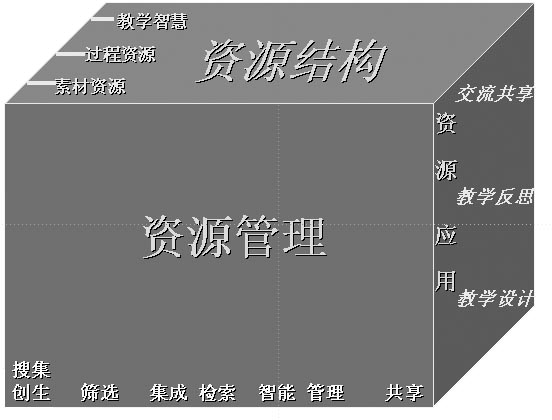 教学智慧
过程资源
素材资源
资源结构
交流共享
教学反思
教学设计
资源应用
资源管理
搜集
创生 筛选 集成 检索 智能 管理 共享